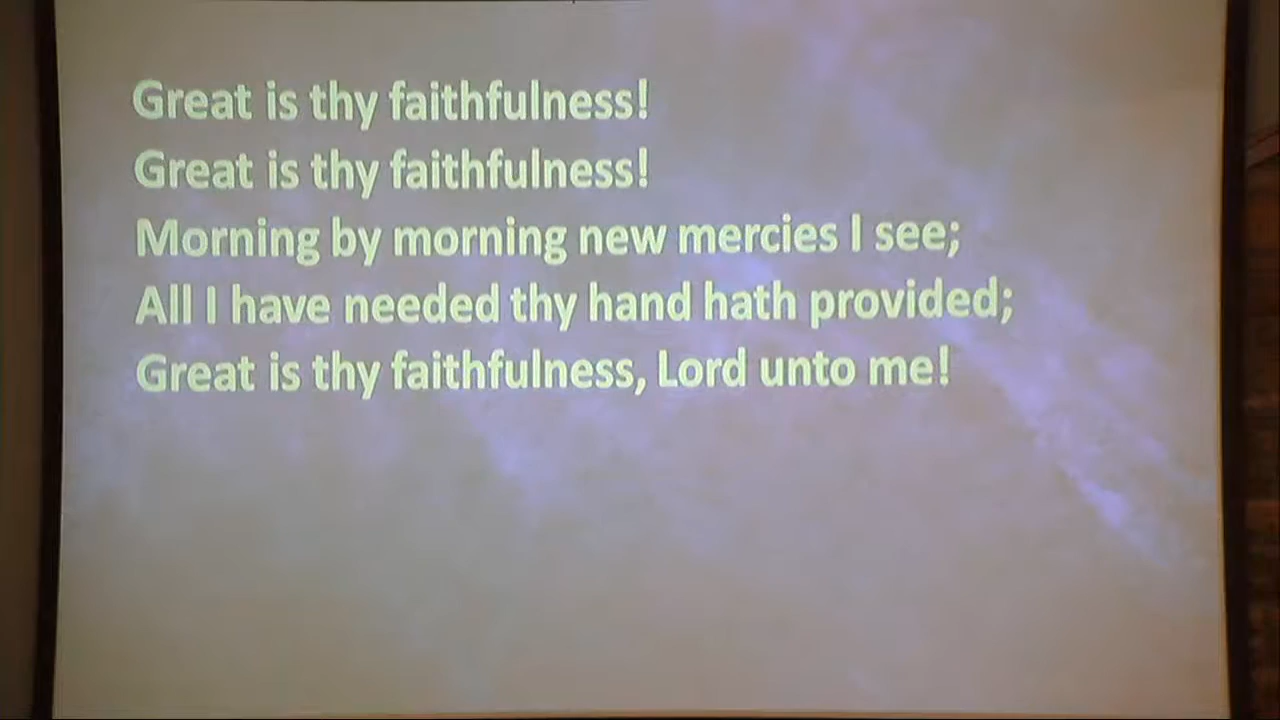 Great is thy faithfulness!
Great is thy faithfulness!
Morning by morning new mercies I see;
All I have needed thy hand hath provided;
Great is thy faithfulness, Lord unto me!